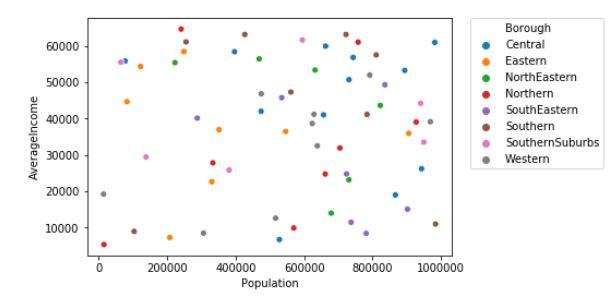 Borough
Central
Eastern
NorthEastern
Northern
SouthEastern
Southern
SouthernSuburbs
Western
AverageIncome
60000
50000
40000
30000
20000
10000
0 200000 400000 600000 800000 1000000
Population